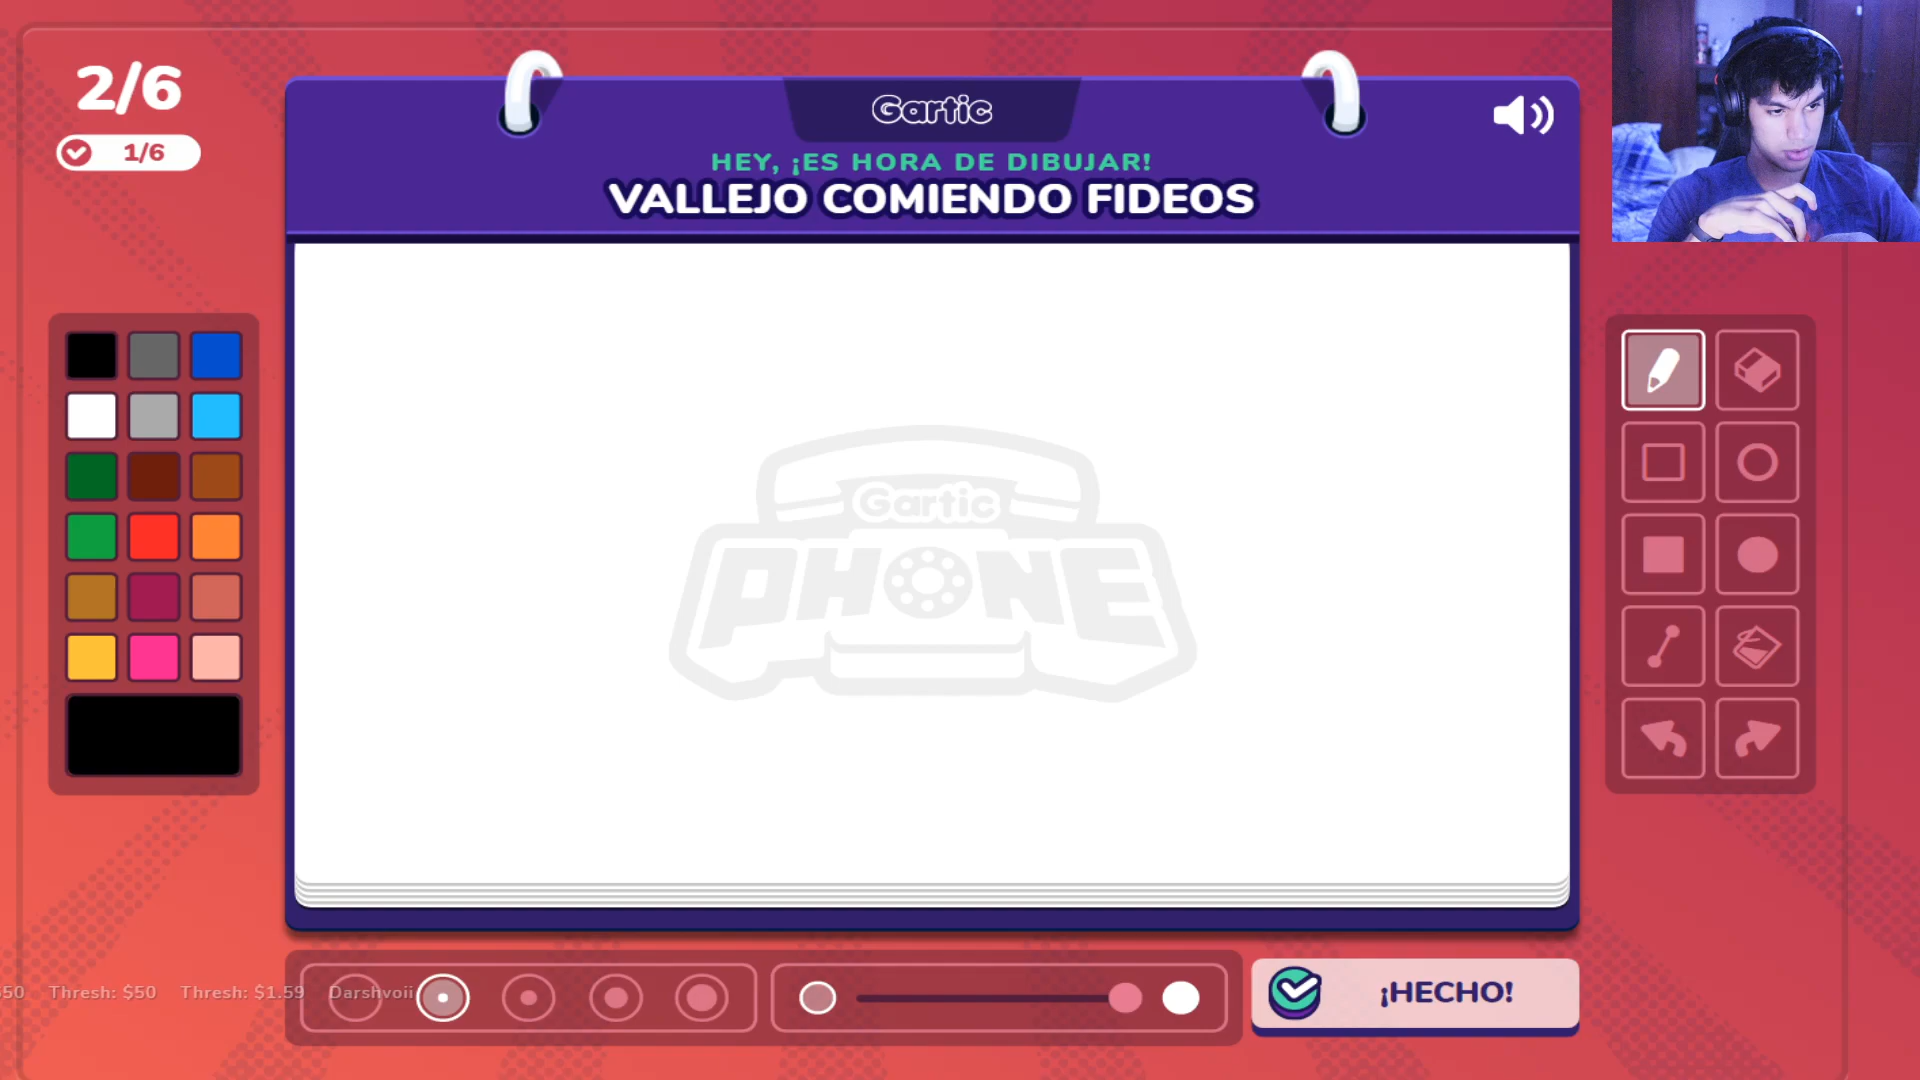 2/6
1/6
Gartic
HEY, ¡ES HORA DE DIBUJAR!
VALLEJO COMIENDO FIDEOS
Gartic
PHONE
$50 Thresh: $50 Thresh: $1.59 Darshvoii
¡HECHO!